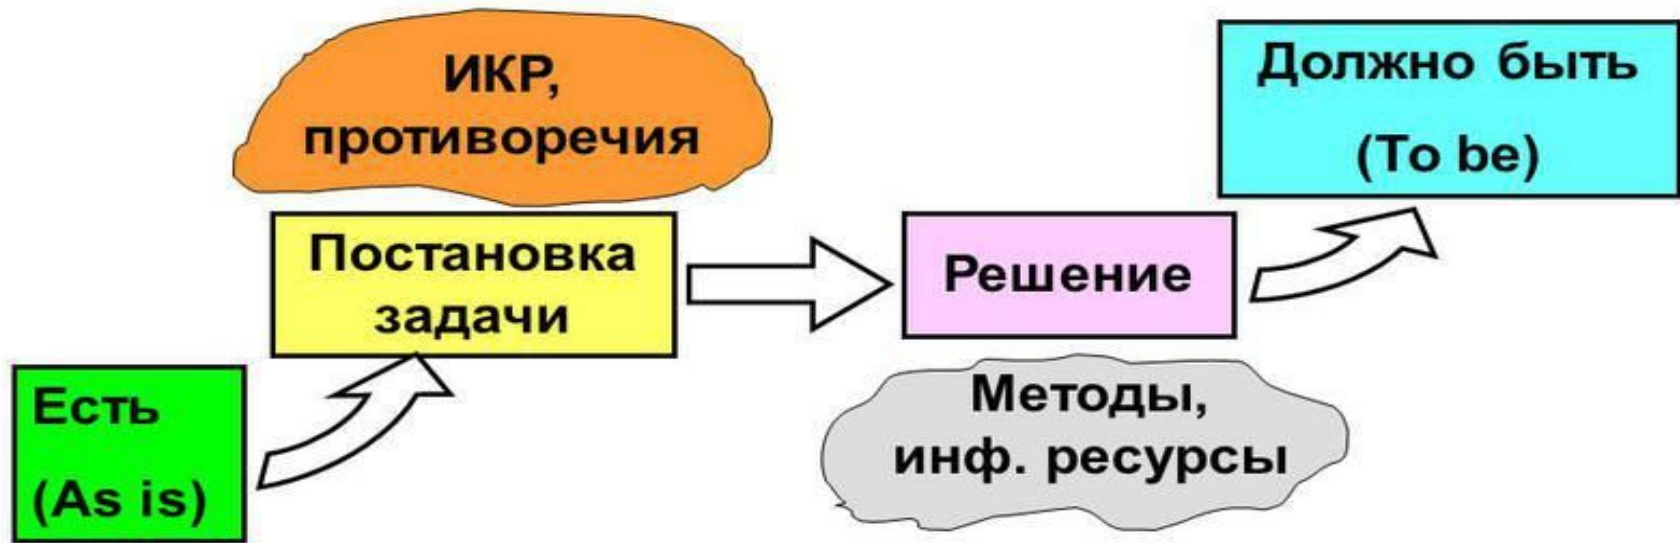 ИКР,
противоречия
Должно быть
(To be)
Постановка
задачи
Решение
Есть
(As is)
Методы,
инф. ресурсы